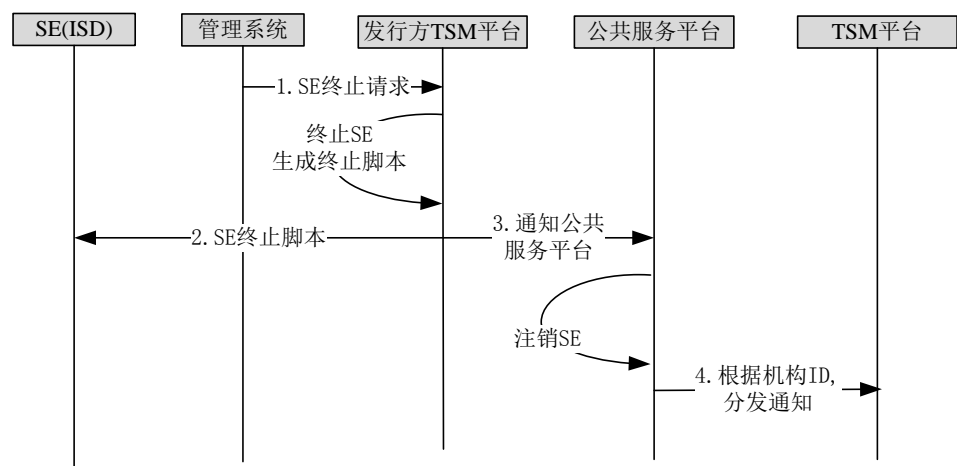 SE(ISD)
管理系统
发行方TSM平台
公共服务平台
TSM平台
1.SE终止请求
终止SE
生成终止脚本
2.SE终止脚本
3.通知公共
服务平台
注销SE
4.根据机构ID,
分发通知